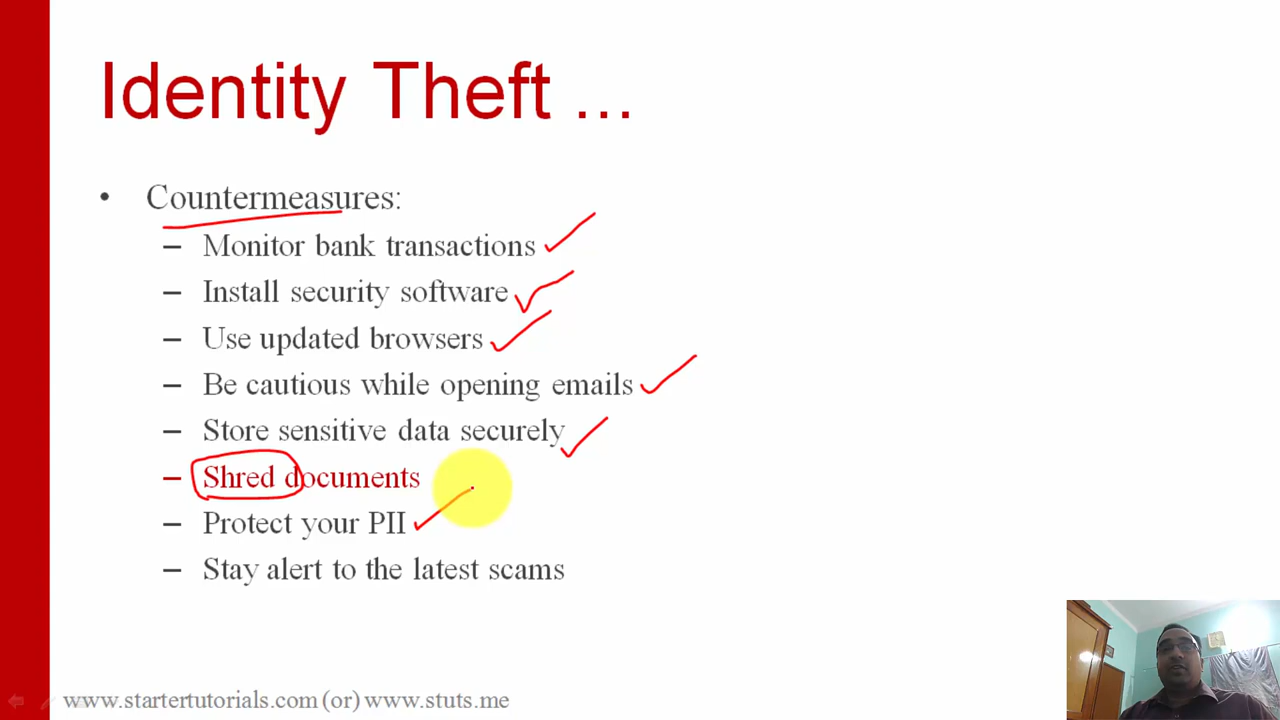 Identity Theft ...
• Countermeasures:
– Monitor bank transactions
– Install security software
– Use updated browsers
– Be cautious while opening emails
– Store sensitive data securely
– Shred documents
– Protect your PII
– Stay alert to the latest scams
www.startertutorials.com (or) www.stuts.me